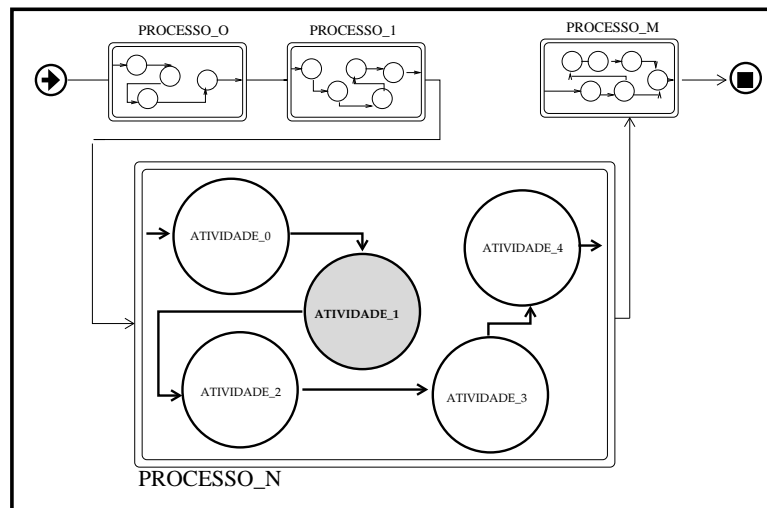 PROCESSO_O
PROCESSO_1
PROCESSO_M
ATIVIDADE_0
ATIVIDADE_4
ATIVIDADE_1
ATIVIDADE_2
ATIVIDADE_3
PROCESSO_N